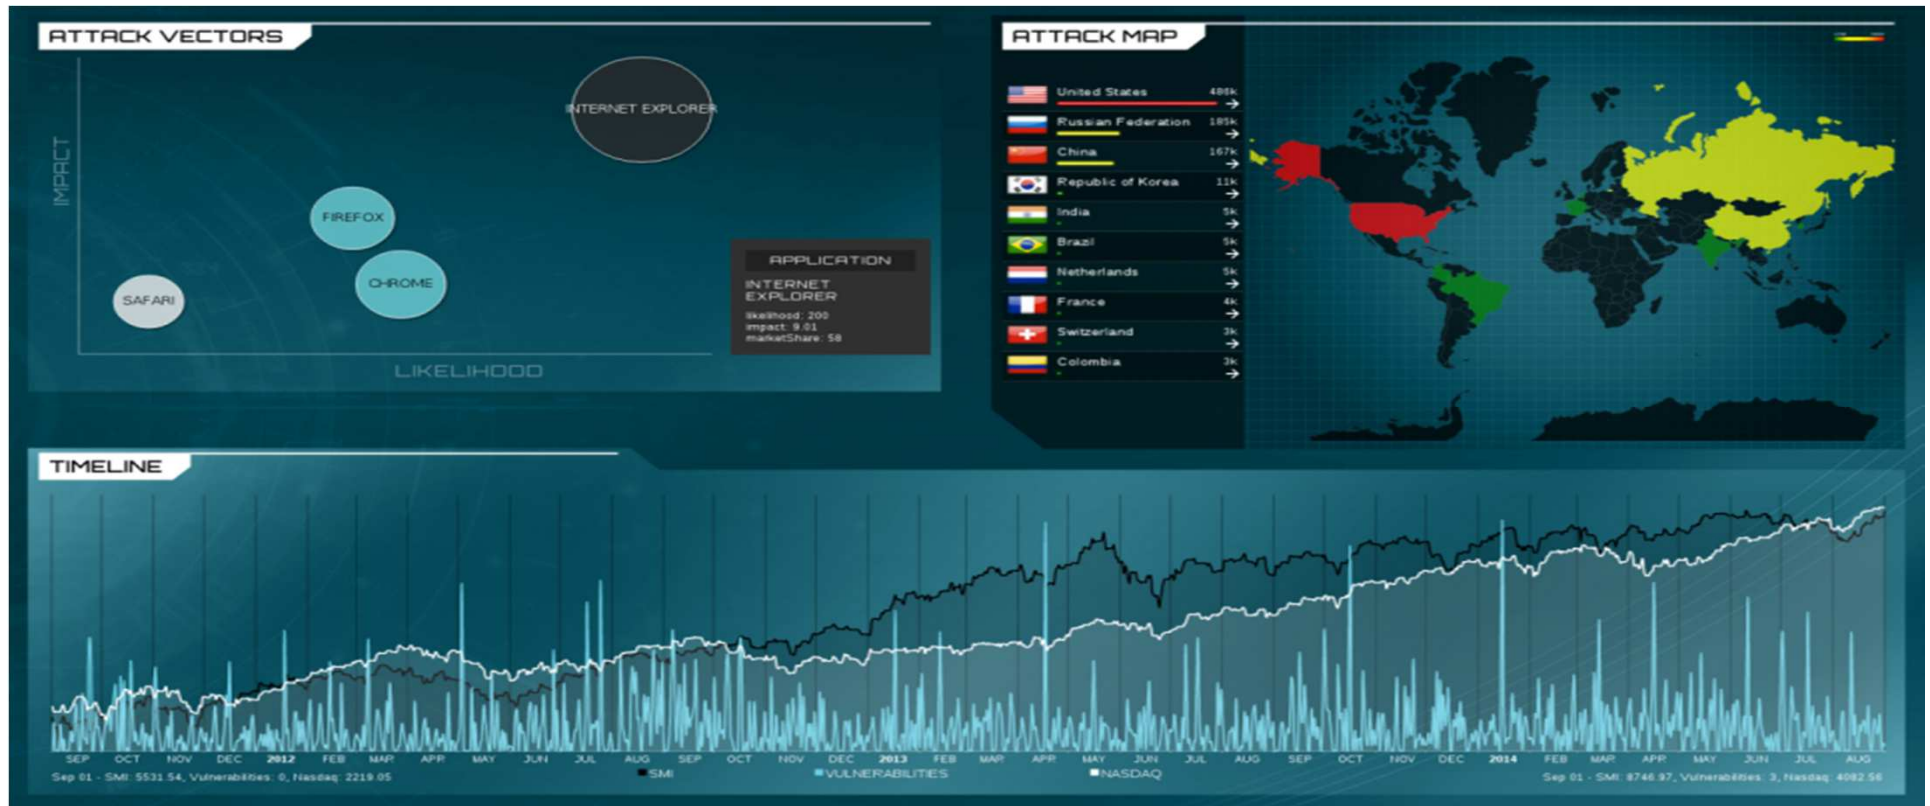 ATTACK VECTORS
IMPACT
INTERNET EXPLORER
FIREFOX
CHROME
SAFARI
LIKELIHOOD
APPLICATION
INTERNET
EXPLORER
likelihood: 200
impact: 9.01
marketShare: 58
ATTACK MAP
United States 486k
Russian Federation 185k
China 167k
Republic of Korea 11k
India 5k
Brazil 5k
Netherlands 5k
France 4k
Switzerland 3k
Colombia 3k
TIMELINE
SEP OCT NOV DEC 2012 FEB MAR APR MAY JUN JUL AUG SEP OCT NOV DEC 2013 FEB MAR APR MAY JUN JUL AUG SEP OCT NOV DEC 2014 FEB MAR APR MAY JUN JUL AUG
Sep 01 - SMI: 5531.54, Vulnerabilities: 0, Nasdaq: 2219.05
SMI VULNERABILITIES NASDAQ
Sep 01 - SMI: 8746.97, Vulnerabilities: 3, Nasdaq: 4082.56